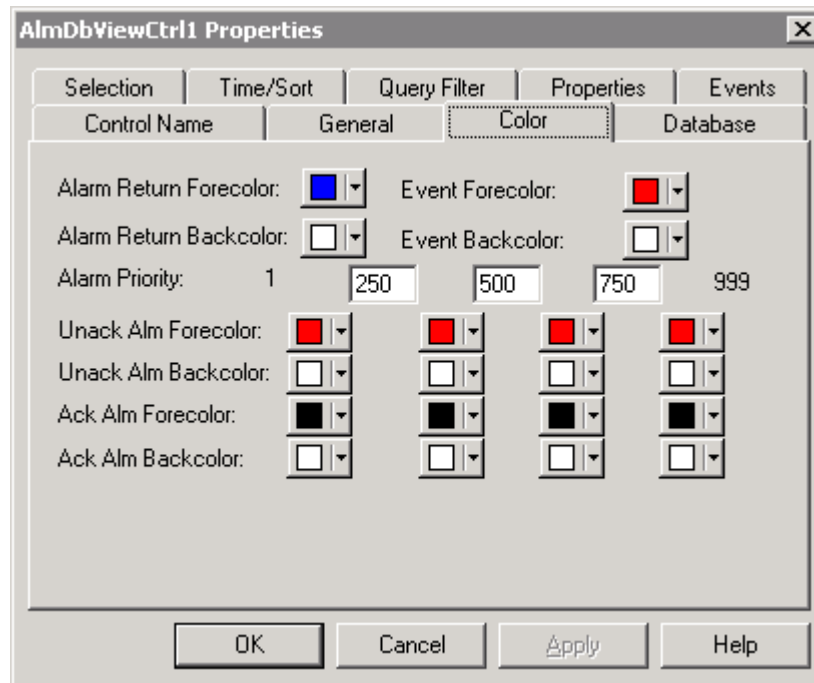 AlmDbViewCtrl1 Properties
Selection Time/Sort Query Filter Properties Events
Control Name General Color Database
Alarm Return Forecolor: Event Forecolor:
Alarm Return Backcolor: Event Backcolor:
Alarm Priority: 1 250 500 750 999
Unack Alm Forecolor:
Unack Alm Backcolor:
Ack Alm Forecolor:
Ack Alm Backcolor:
OK Cancel Apply Help